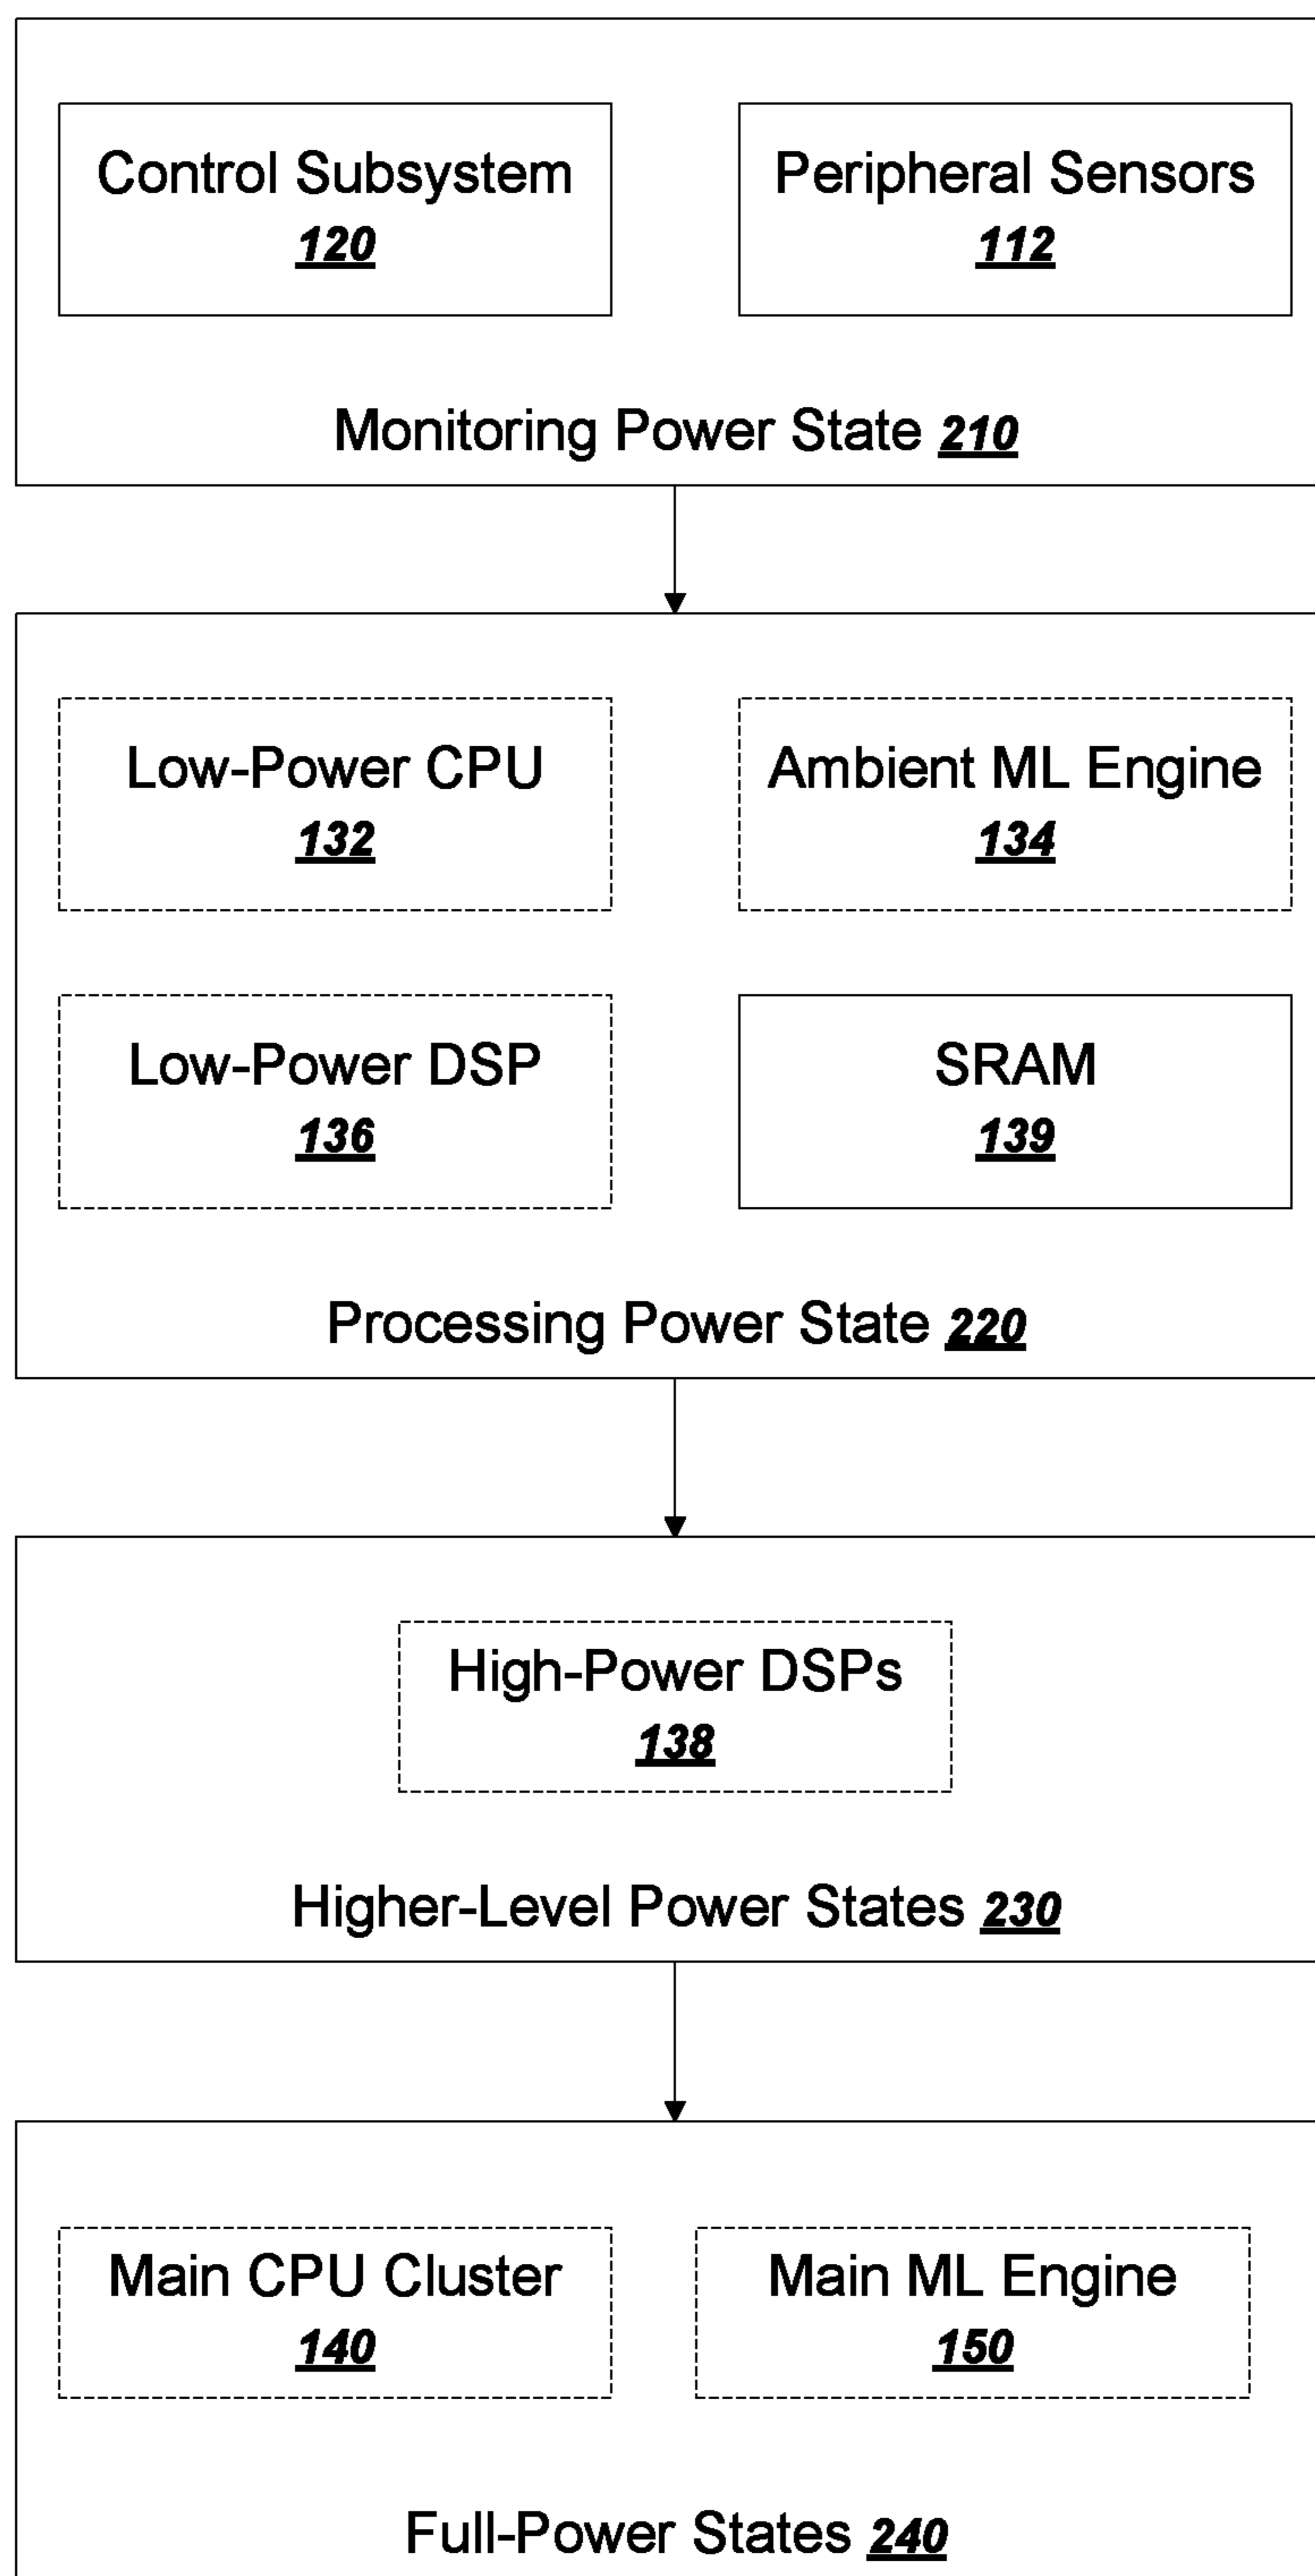 Control Subsystem
120
Peripheral Sensors
112
Monitoring Power State 210
Low-Power CPU
132
Ambient ML Engine
134
Low-Power DSP
136
SRAM
139
Processing Power State 220
High-Power DSPs
138
Higher-Level Power States 230
Main CPU Cluster
140
Main ML Engine
150
Full-Power States 240